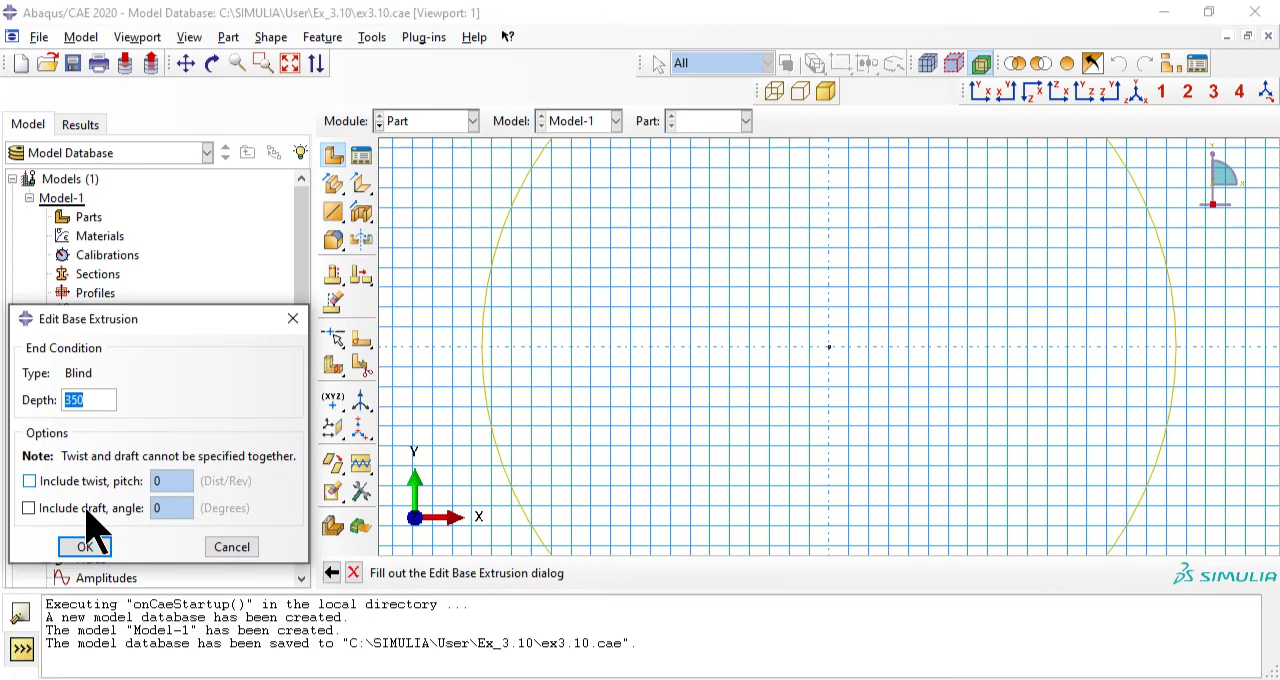 Abaqus/CAE 2020 - Model Database: C:\SIMULIA\User\Ex_3.10\ex3.10.cae [Viewport: 1]
File Model Viewport View Part Shape Feature Tools Plug-ins Help
All
1 2 3 4
Model Results Module: Part Model: Model-1 Part:
Model Database
Models (1)
Model-1
Parts
Materials
Calibrations
Sections
Profiles
Edit Base Extrusion
End Condition
Type: Blind
Depth: 350
Options
Note: Twist and draft cannot be specified together.
Include twist, pitch: 0 (Dist/Rev)
Include draft, angle: 0 (Degrees)
OK Cancel
Amplitudes
(XYZ)
Y
X
Fill out the Edit Base Extrusion dialog
SIMULIA
Executing "onCaeStartup()" in the local directory ...
A new model database has been created.
The model "Model-1" has been created.
The model database has been saved to "C:\SIMULIA\User\Ex_3.10\ex3.10.cae".